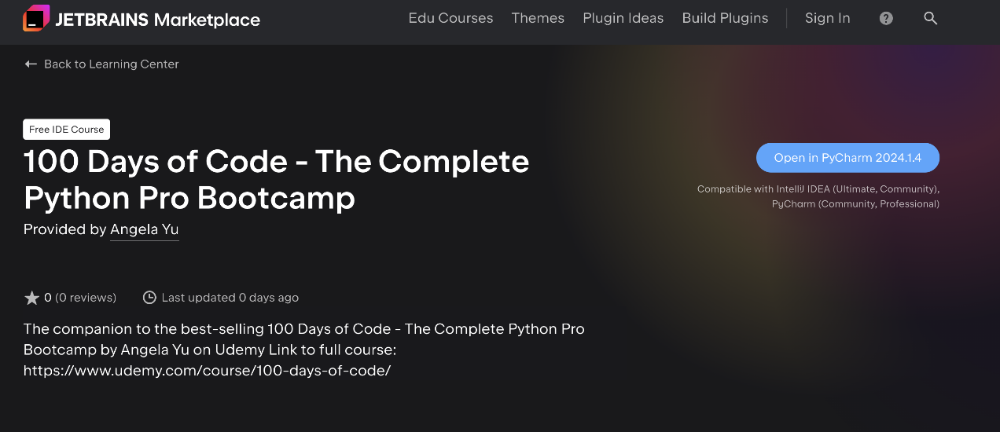 JETBRAINS Marketplace
Edu Courses Themes Plugin Ideas Build Plugins Sign In ?
← Back to Learning Center
Free IDE Course
100 Days of Code - The Complete
Python Pro Bootcamp
Provided by Angela Yu
Open in PyCharm 2024.1.4
Compatible with IntelliJ IDEA (Ultimate, Community),
PyCharm (Community, Professional)
0 (0 reviews) Last updated 0 days ago
The companion to the best-selling 100 Days of Code - The Complete Python Pro
Bootcamp by Angela Yu on Udemy Link to full course:
https://www.udemy.com/course/100-days-of-code/